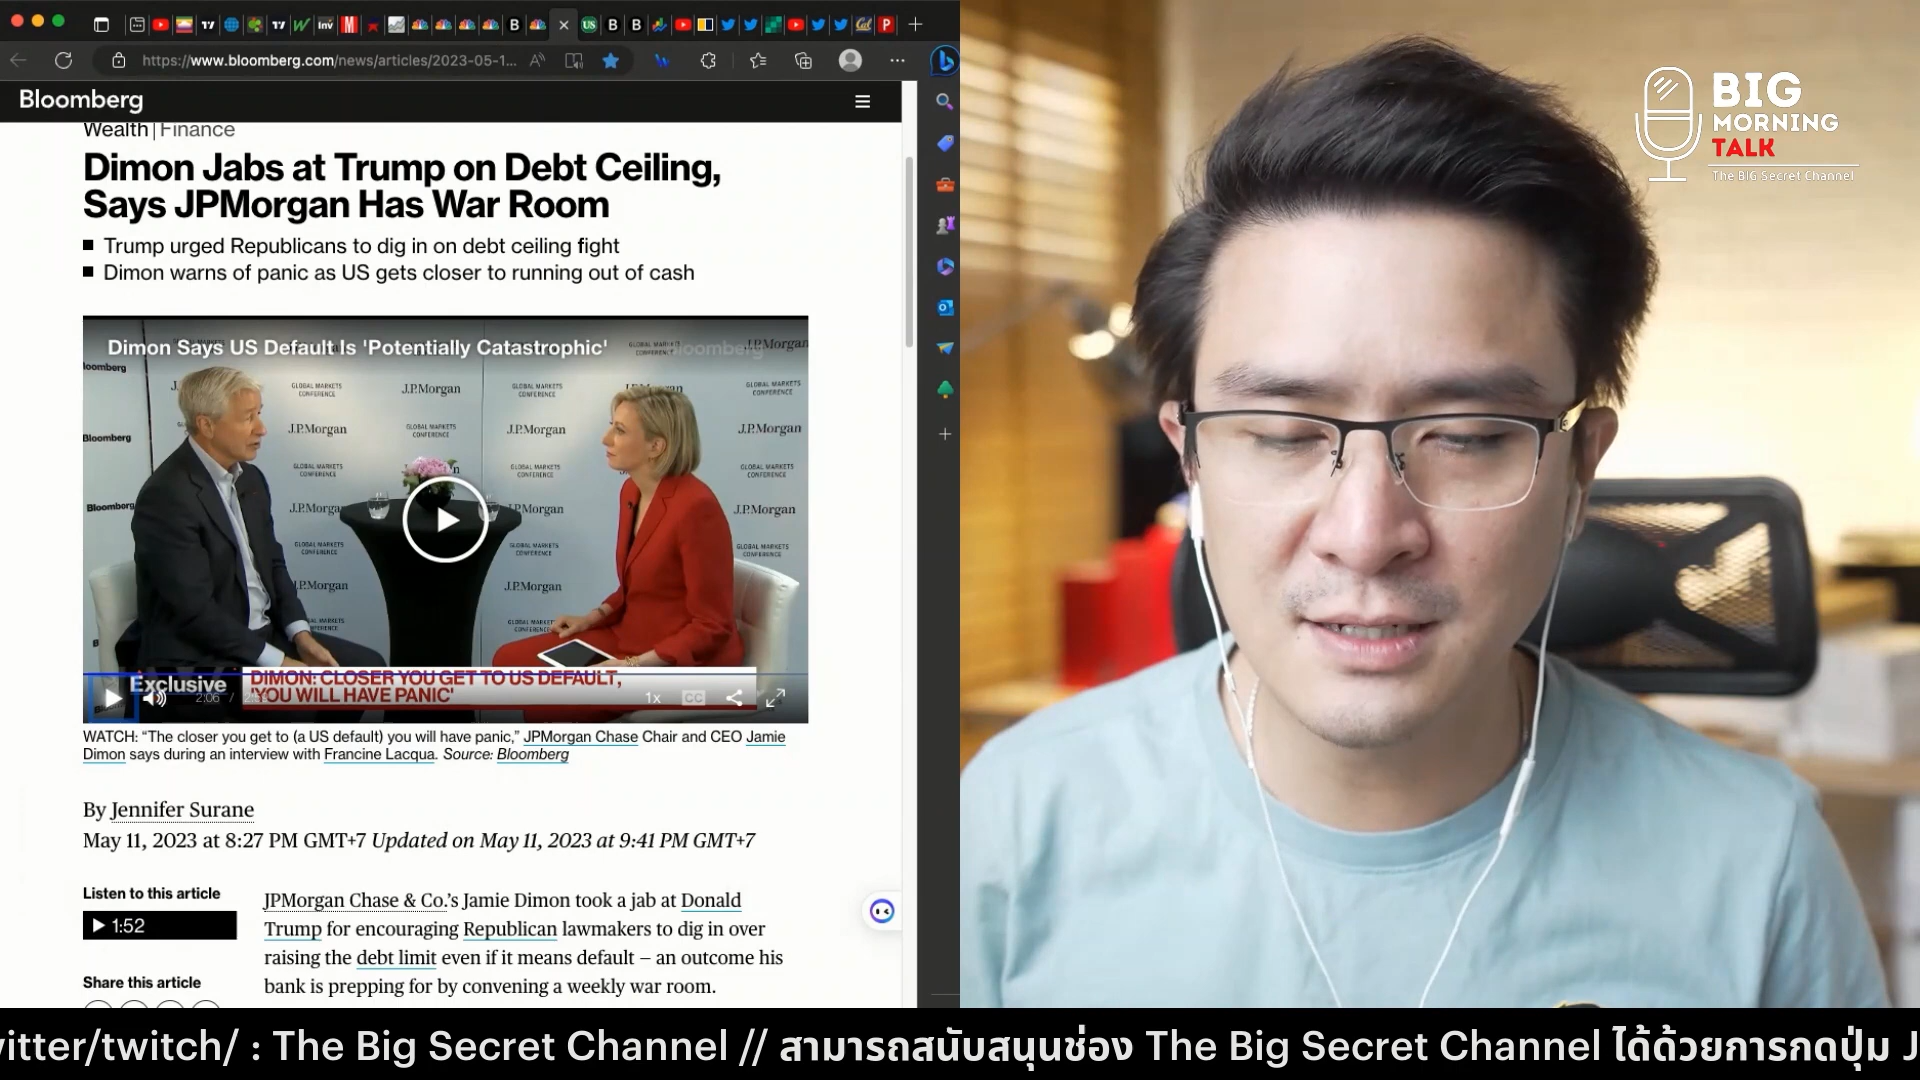 https://www.bloomberg.com/news/articles/2023-05-1...
Bloomberg
Wealth | Finance
Dimon Jabs at Trump on Debt Ceiling,
Says JPMorgan Has War Room
Trump urged Republicans to dig in on debt ceiling fight
Dimon warns of panic as US gets closer to running out of cash
Dimon Says US Default Is 'Potentially Catastrophic'
Bloomberg
J.P.Morgan
GLOBAL MARKETS
CONFERENCE
Exclusive
DIMON: CLOSER YOU GET TO US DEFAULT,
'YOU WILL HAVE PANIC'
2:06 /
1x
CC
WATCH: “The closer you get to (a US default) you will have panic,” JPMorgan Chase Chair and CEO Jamie
Dimon says during an interview with Francine Lacqua. Source: Bloomberg
By Jennifer Surane
May 11, 2023 at 8:27 PM GMT+7 Updated on May 11, 2023 at 9:41 PM GMT+7
Listen to this article
1:52
Share this article
JPMorgan Chase & Co.’s Jamie Dimon took a jab at Donald
Trump for encouraging Republican lawmakers to dig in over
raising the debt limit even if it means default – an outcome his
bank is prepping for by convening a weekly war room.
BIG
MORNING
TALK
The BIG Secret Channel
itter/twitch/ : The Big Secret Channel // สามารถสนับสนุนช่อง The Big Secret Channel ได้ด้วยการกดปุ่ม J